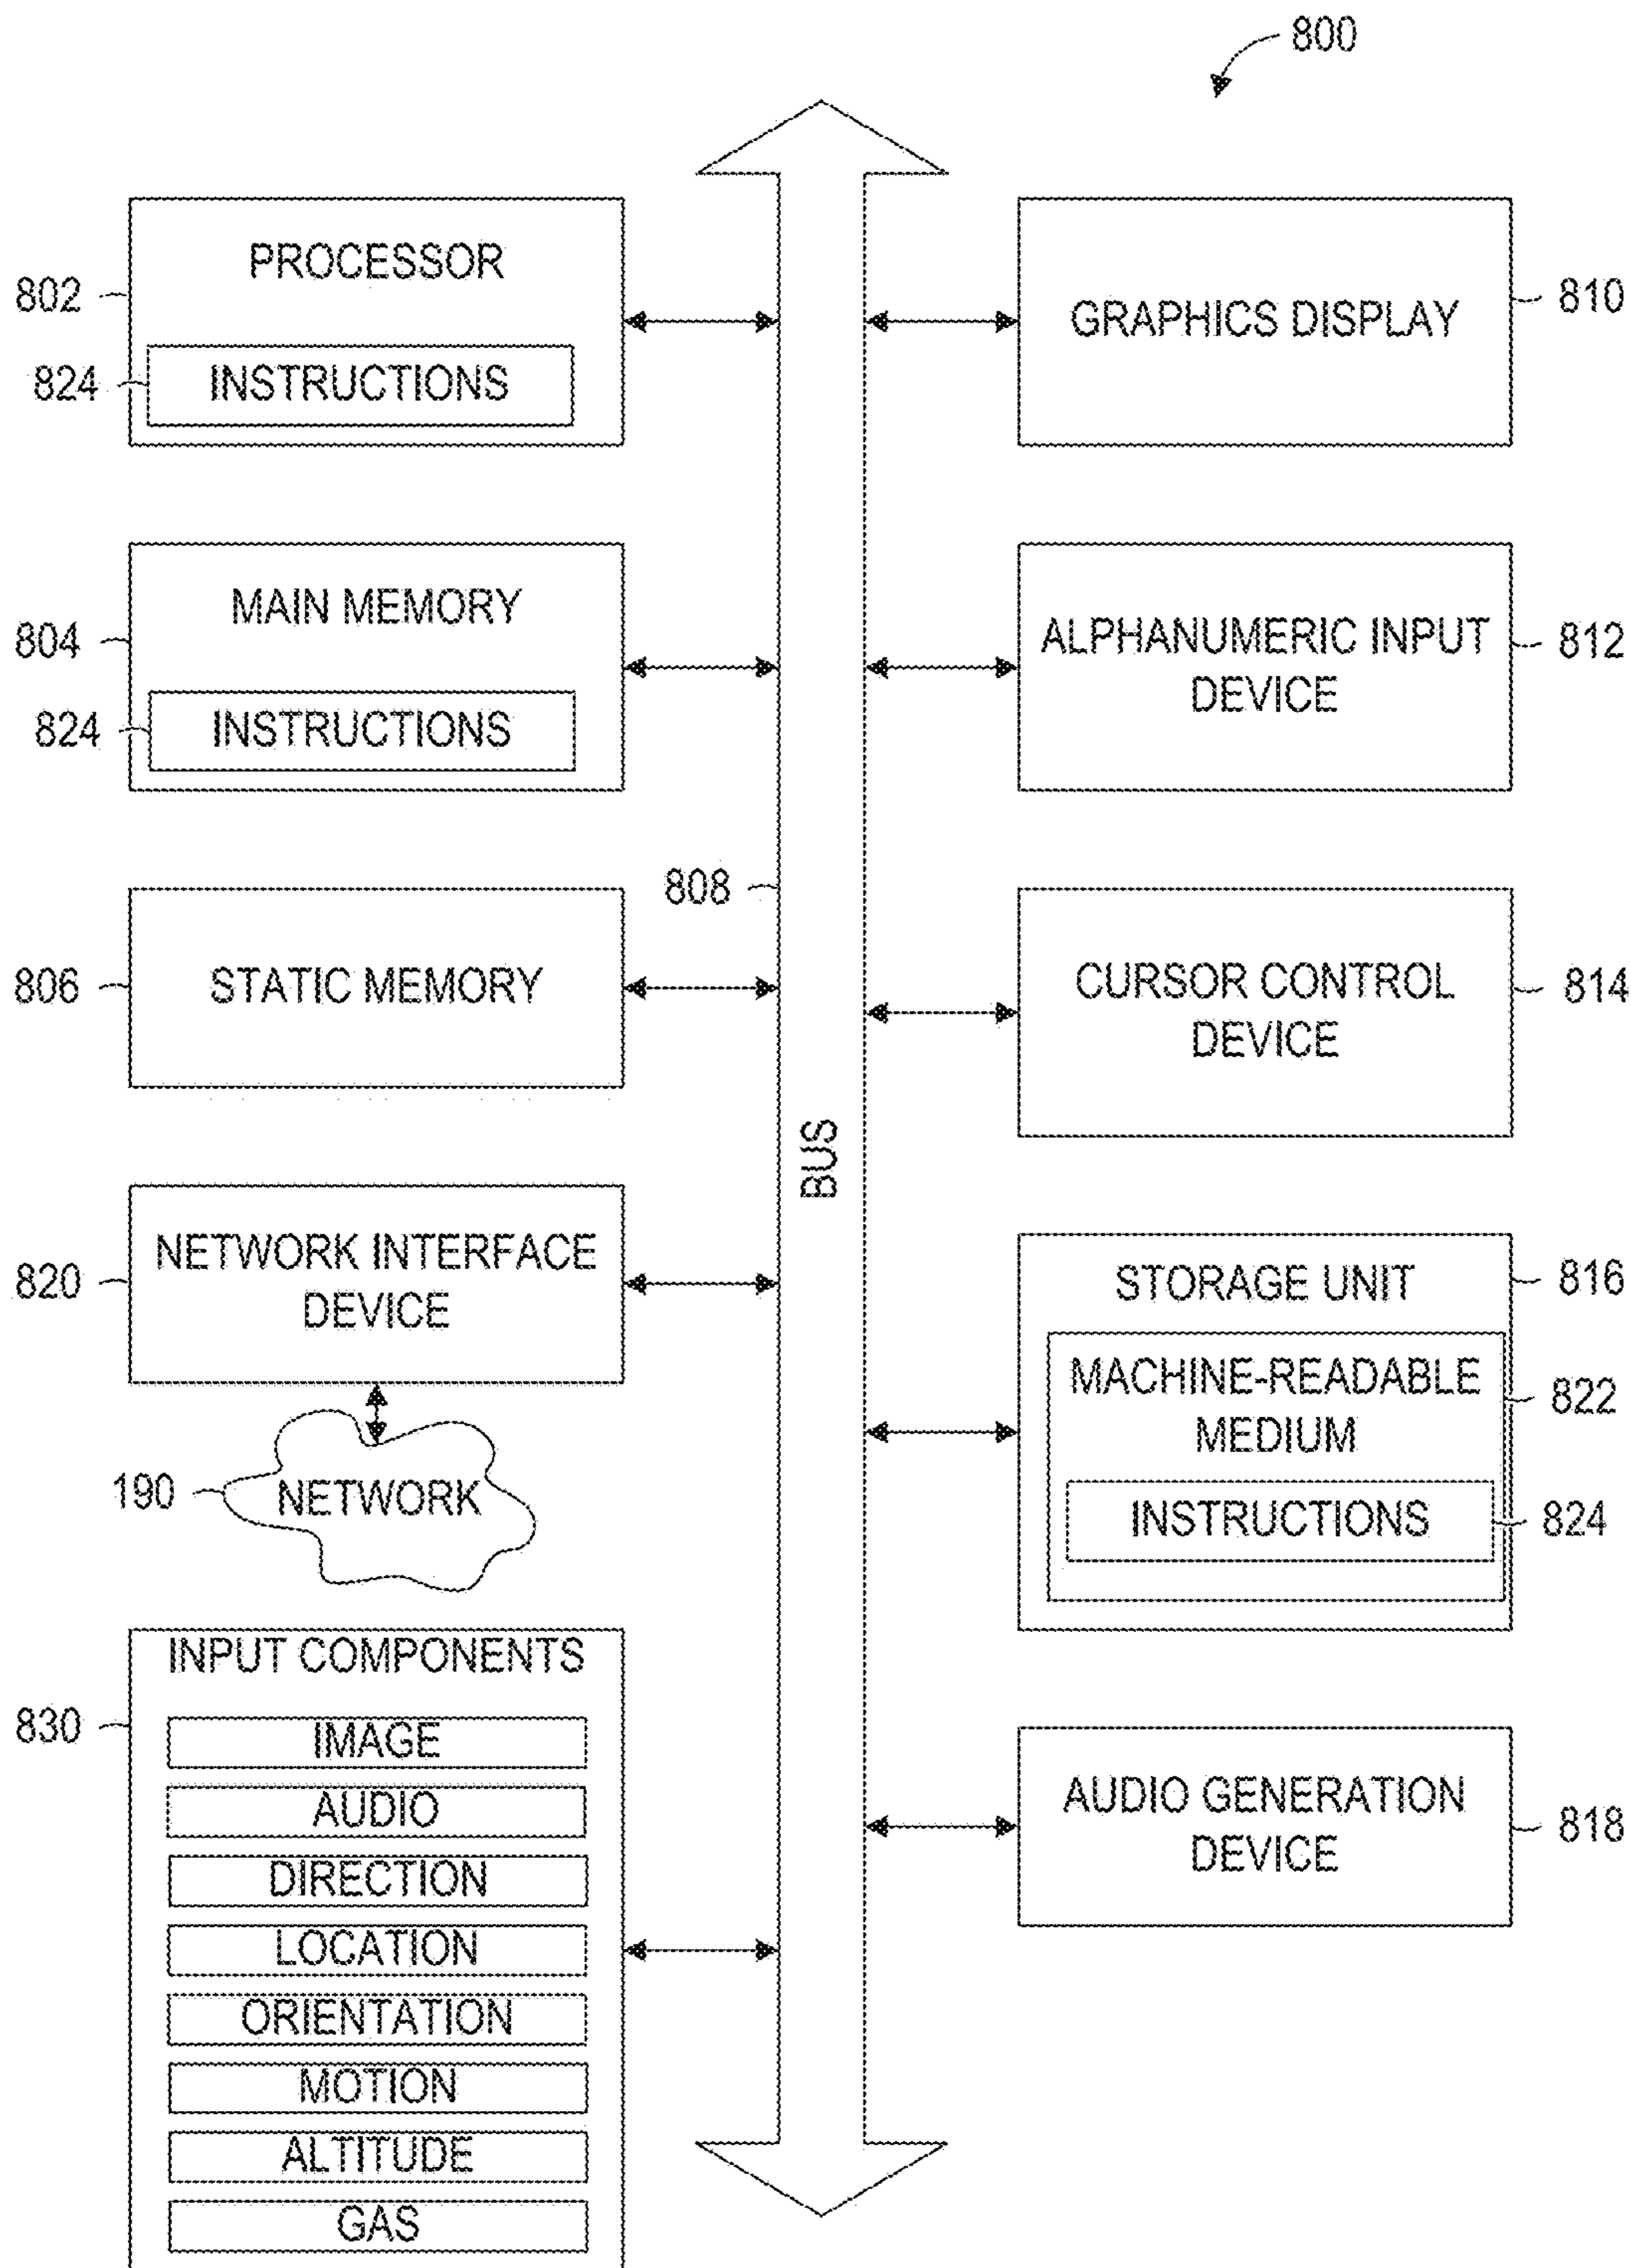 800
PROCESSOR
802
824
INSTRUCTIONS
MAIN MEMORY
804
824
INSTRUCTIONS
STATIC MEMORY
806
808
BUS
NETWORK INTERFACE
DEVICE
820
190
NETWORK
INPUT COMPONENTS
830
IMAGE
AUDIO
DIRECTION
LOCATION
ORIENTATION
MOTION
ALTITUDE
GAS
GRAPHICS DISPLAY
810
ALPHANUMERIC INPUT
DEVICE
812
CURSOR CONTROL
DEVICE
814
STORAGE UNIT
816
MACHINE-READABLE
MEDIUM
822
INSTRUCTIONS
824
AUDIO GENERATION
DEVICE
818